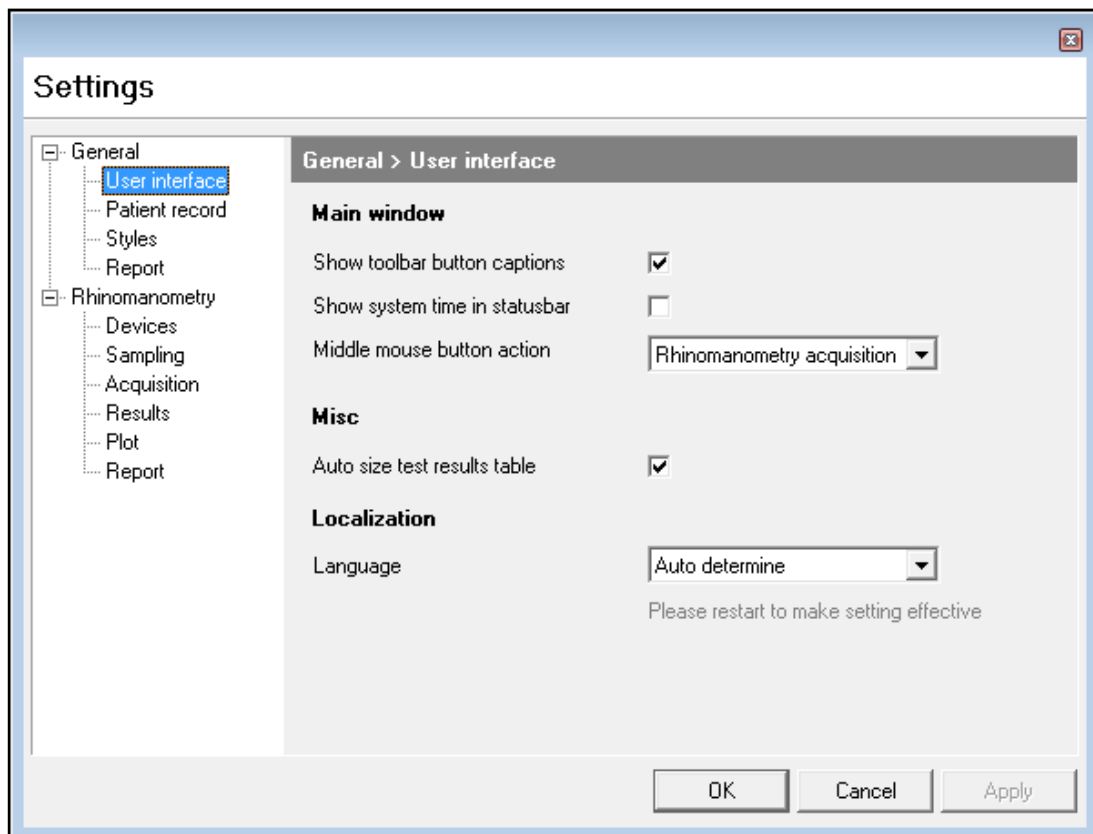 Settings
General
User interface
Patient record
Styles
Report
Rhinomanometry
Devices
Sampling
Acquisition
Results
Plot
Report
General > User interface
Main window
Show toolbar button captions
Show system time in statusbar
Middle mouse button action
Rhinomanometry acquisition
Misc
Auto size test results table
Localization
Language
Auto determine
Please restart to make setting effective
OK
Cancel
Apply